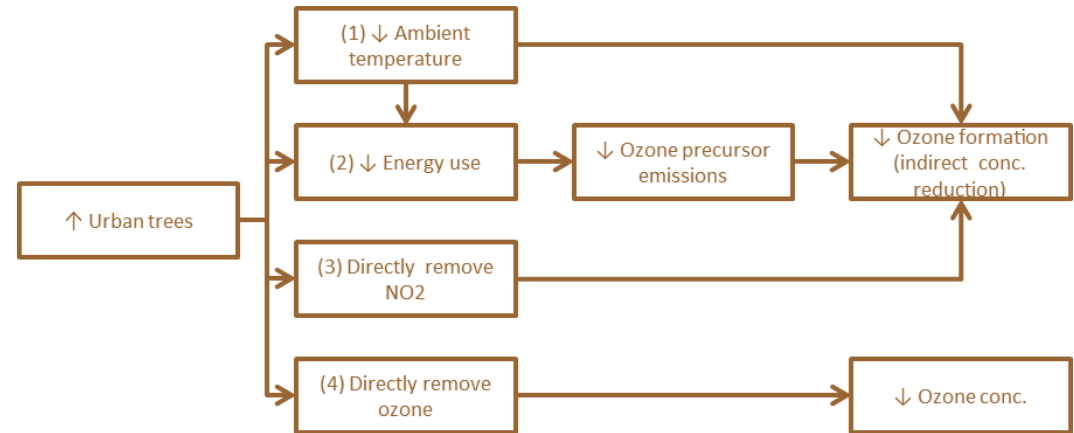 (1) ↓ Ambient
temperature
(2) ↓ Energy use
↓ Ozone precursor
emissions
↓ Ozone formation
(indirect conc.
reduction)
↑ Urban trees
(3) Directly remove
NO2
(4) Directly remove
ozone
↓ Ozone conc.